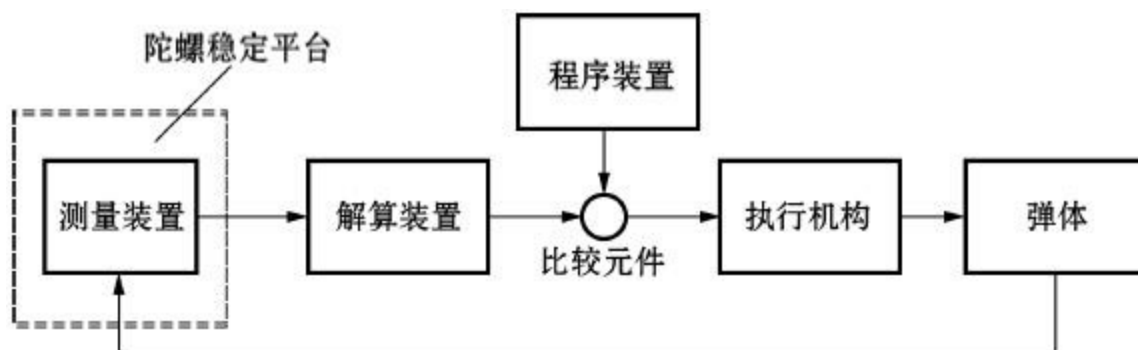 陀螺稳定平台
程序装置
测量装置
解算装置
比较元件
执行机构
弹体